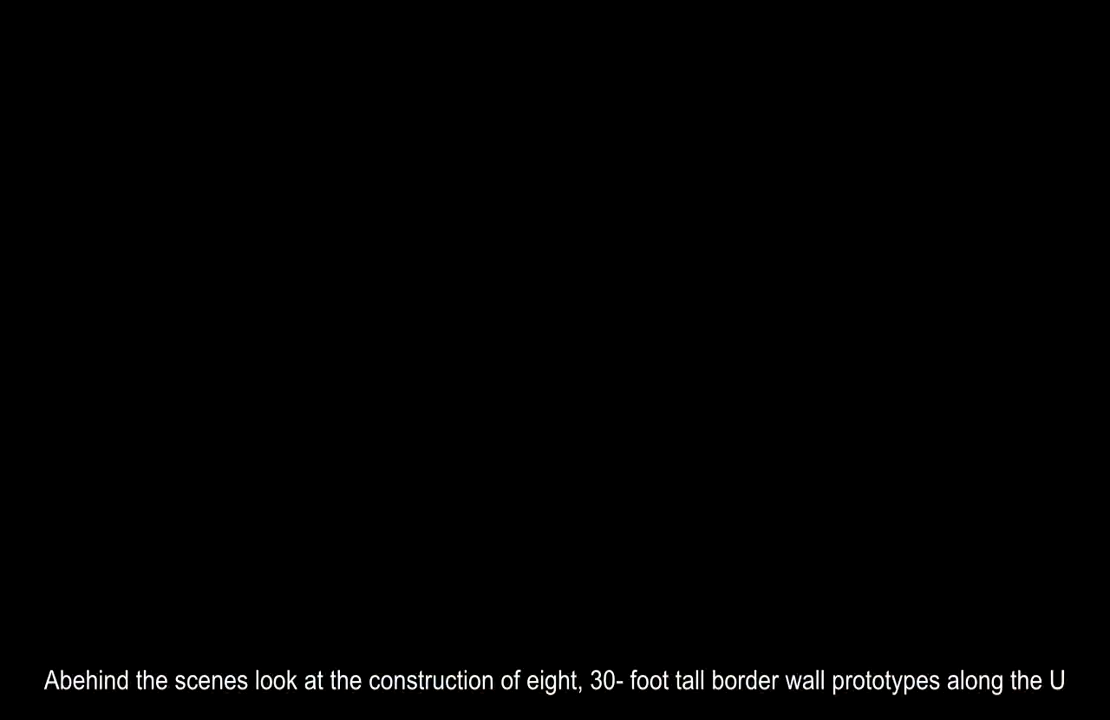 Abehind the scenes look at the construction of eight, 30- foot tall border wall prototypes along the U